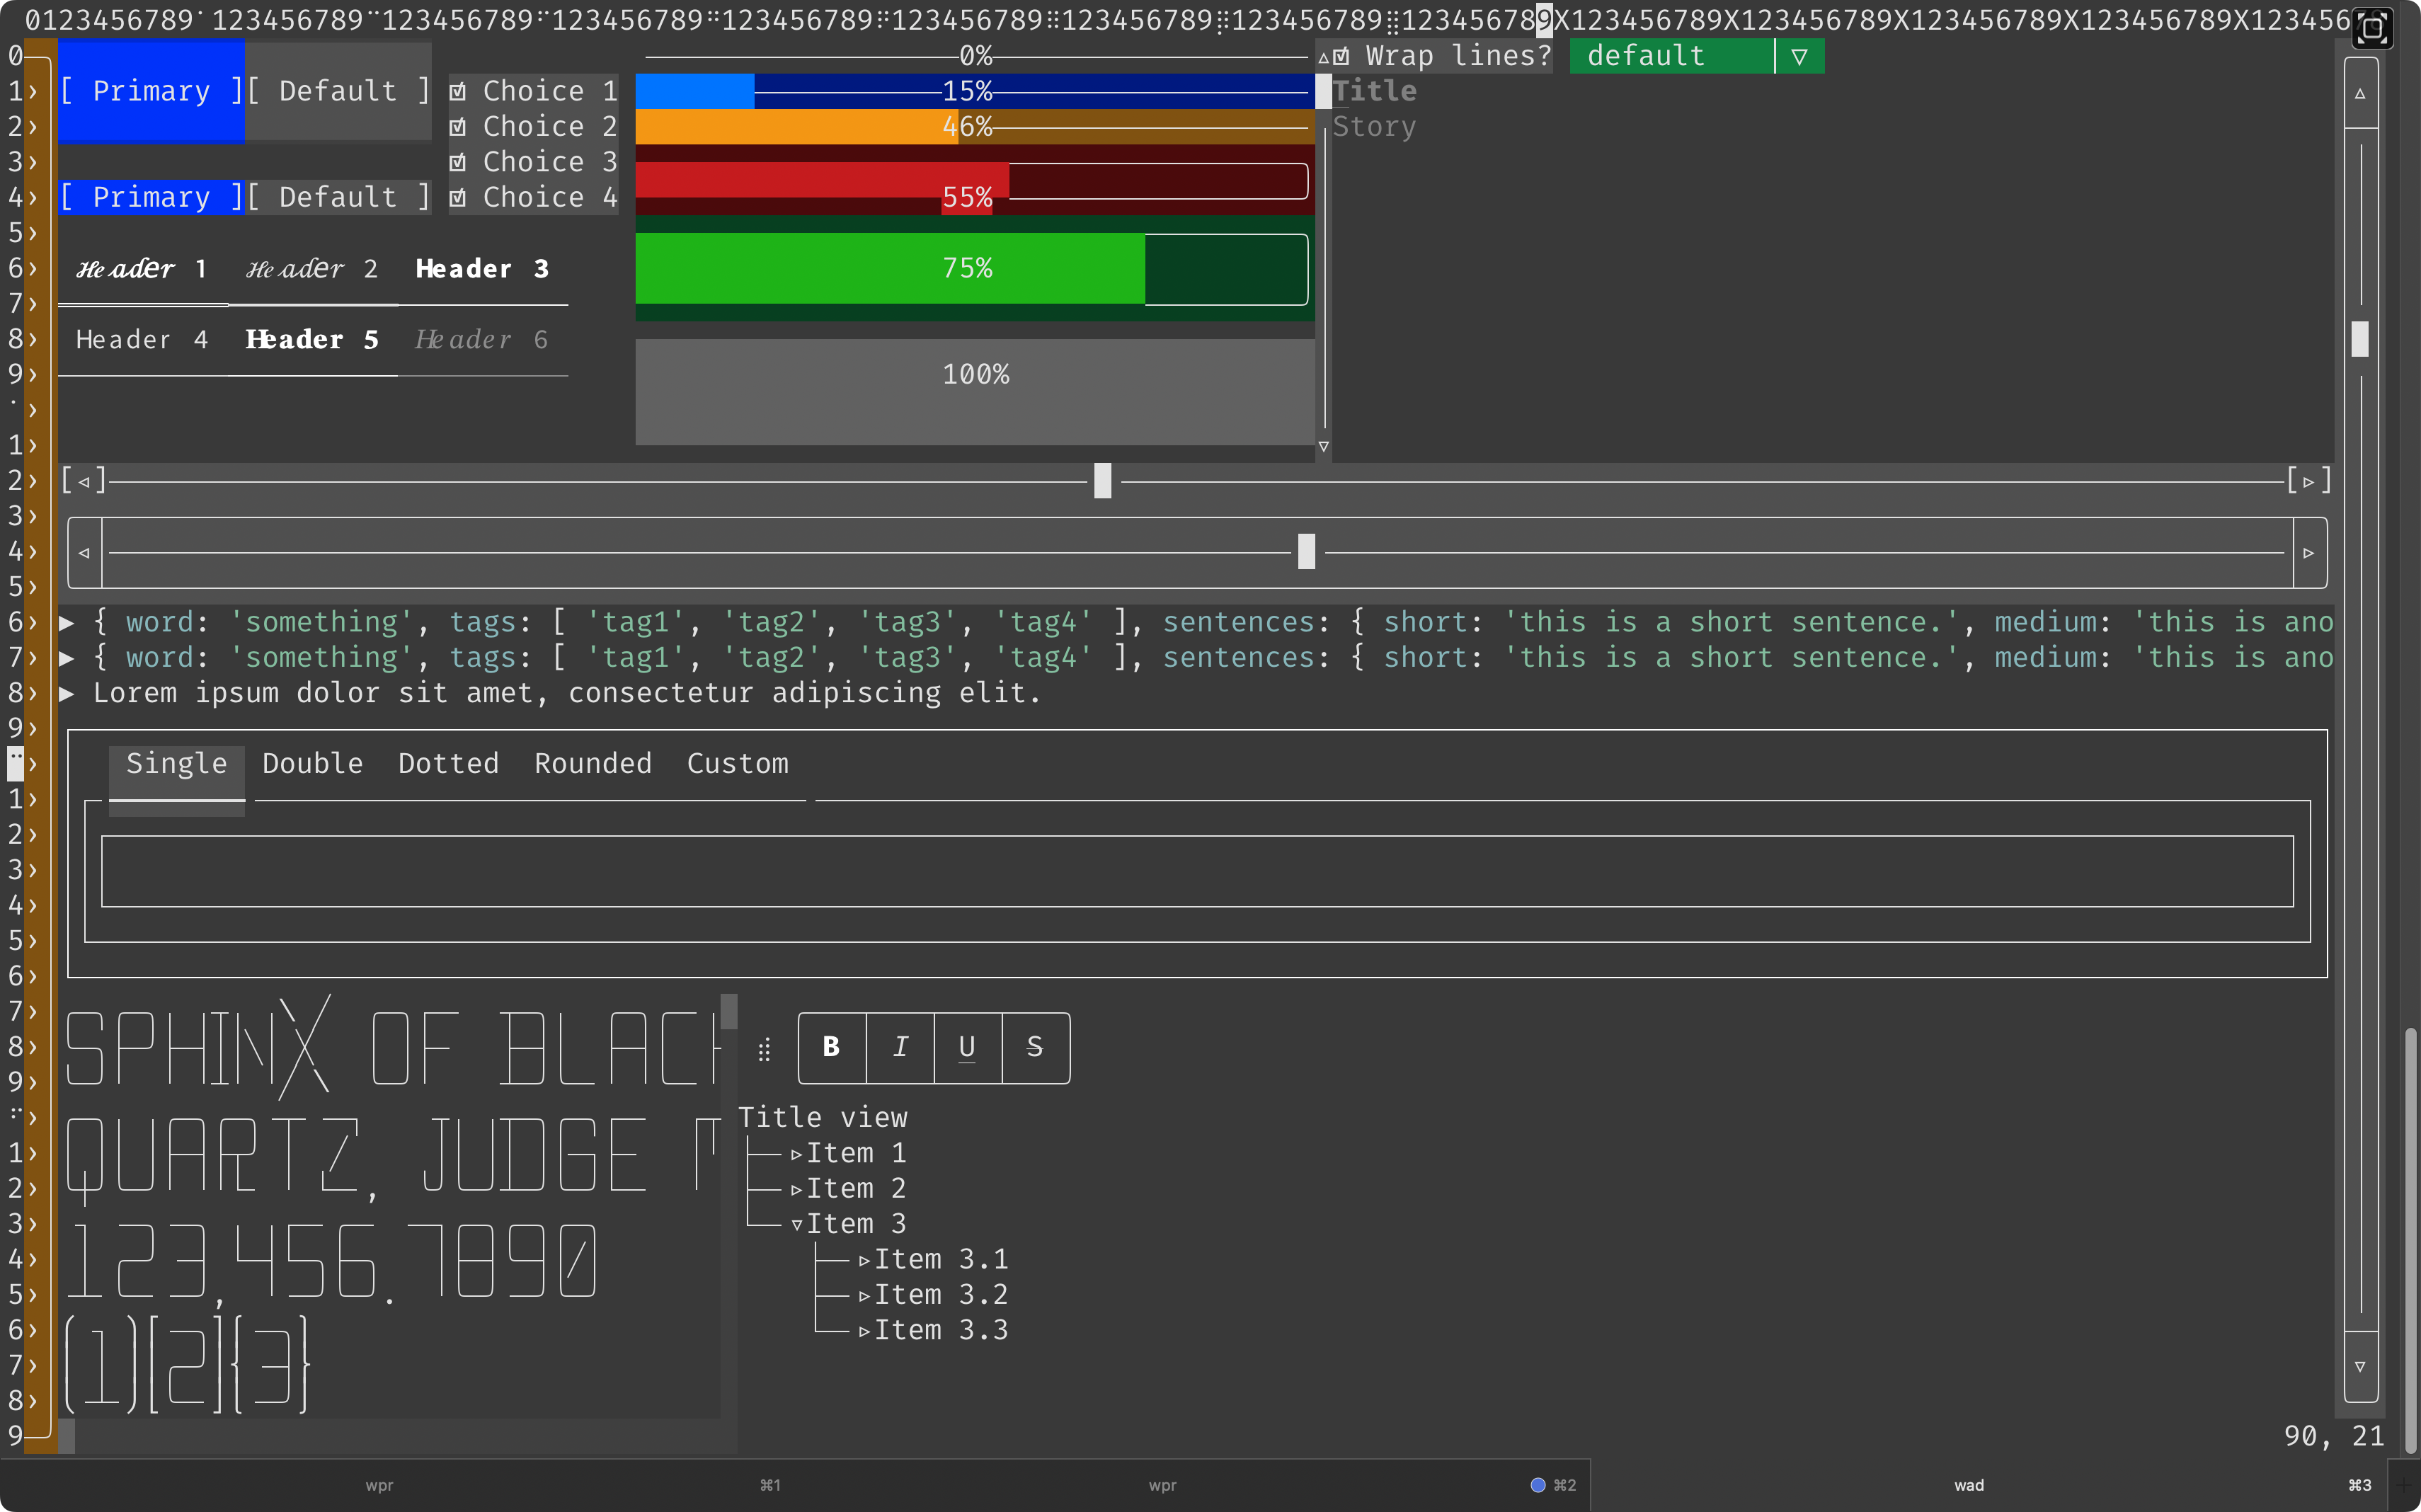 0123456789˙123456789¨123456789⠋123456789⠛123456789⠟123456789⠿123456789⡿123456789⣿123456789X123456789X123456789X123456789X123456789X123456
0 0% ▵☑ Wrap lines? default │ ▽
1› [ Primary ][ Default ] ☑ Choice 1 15% Title
2› ☑ Choice 2 46% Story
3› ☑ Choice 3
4› [ Primary ][ Default ] ☑ Choice 4 55%
5›
6› Header 1 Header 2 Header 3 75%
7›
8› Header 4 Header 5 Header 6
9› 100%
˙›
1› ▿
2› [◃] [▹]
3›
4› ◃ ▹
5›
6› ▶ { word: 'something', tags: [ 'tag1', 'tag2', 'tag3', 'tag4' ], sentences: { short: 'this is a short sentence.', medium: 'this is ano
7› ▶ { word: 'something', tags: [ 'tag1', 'tag2', 'tag3', 'tag4' ], sentences: { short: 'this is a short sentence.', medium: 'this is ano
8› ▶ Lorem ipsum dolor sit amet, consectetur adipiscing elit.
9›
¨› Single Double Dotted Rounded Custom
1›
2›
3›
4›
5›
6›
7›
8› SPHINX OF BLACK ⣾ B I U S
9›
⠋› Title view
1› QUARTZ, JUDGE M ▹Item 1
2› ▹Item 2
3› ▿Item 3
4› 123,456.7890 ▹Item 3.1
5› ▹Item 3.2
6› ▹Item 3.3
7› (1)[2]{3}
8›
9 90, 21
wpr ⌘1 wpr ⌘2 wad ⌘3